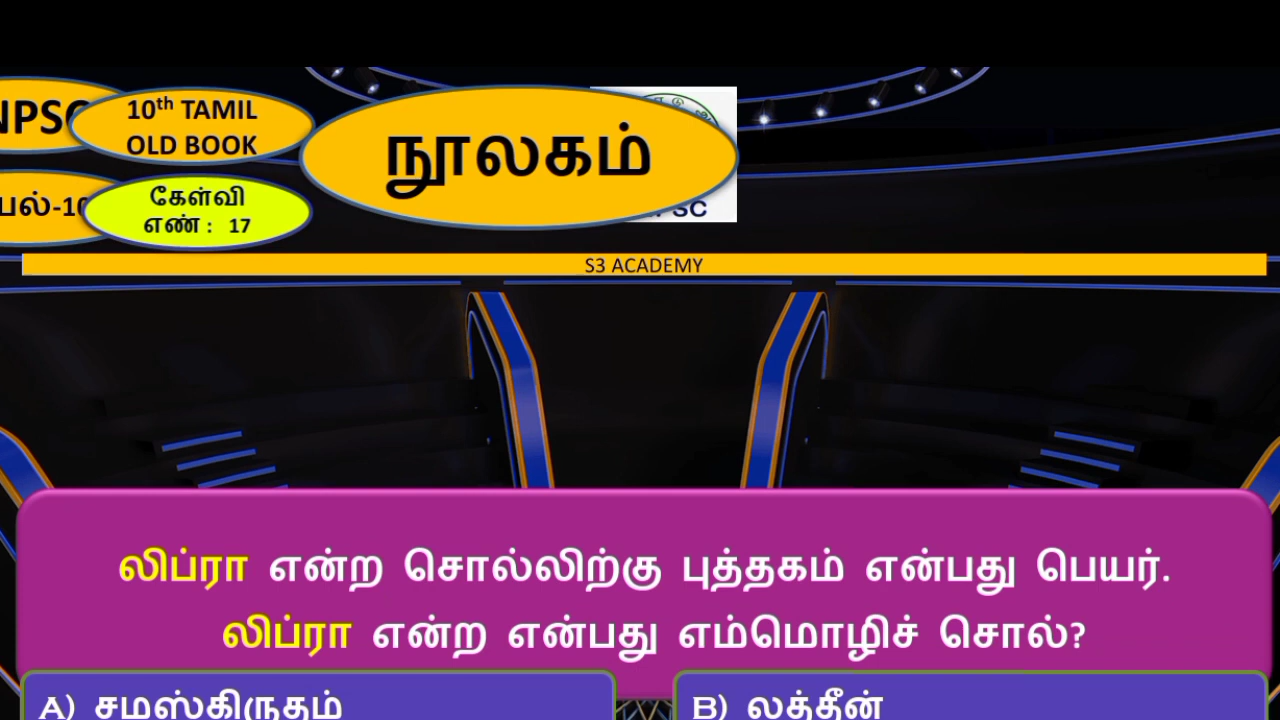 10th TAMIL
OLD BOOK
நூலகம்
கேள்வி
எண் : 17
S3 ACADEMY
லிப்ரா என்ற சொல்லிற்கு புத்தகம் என்பது பெயர்.
லிப்ரா என்ற என்பது எம்மொழிச் சொல்?
A) சமஸ்கிருதம்
B) லத்தீன்